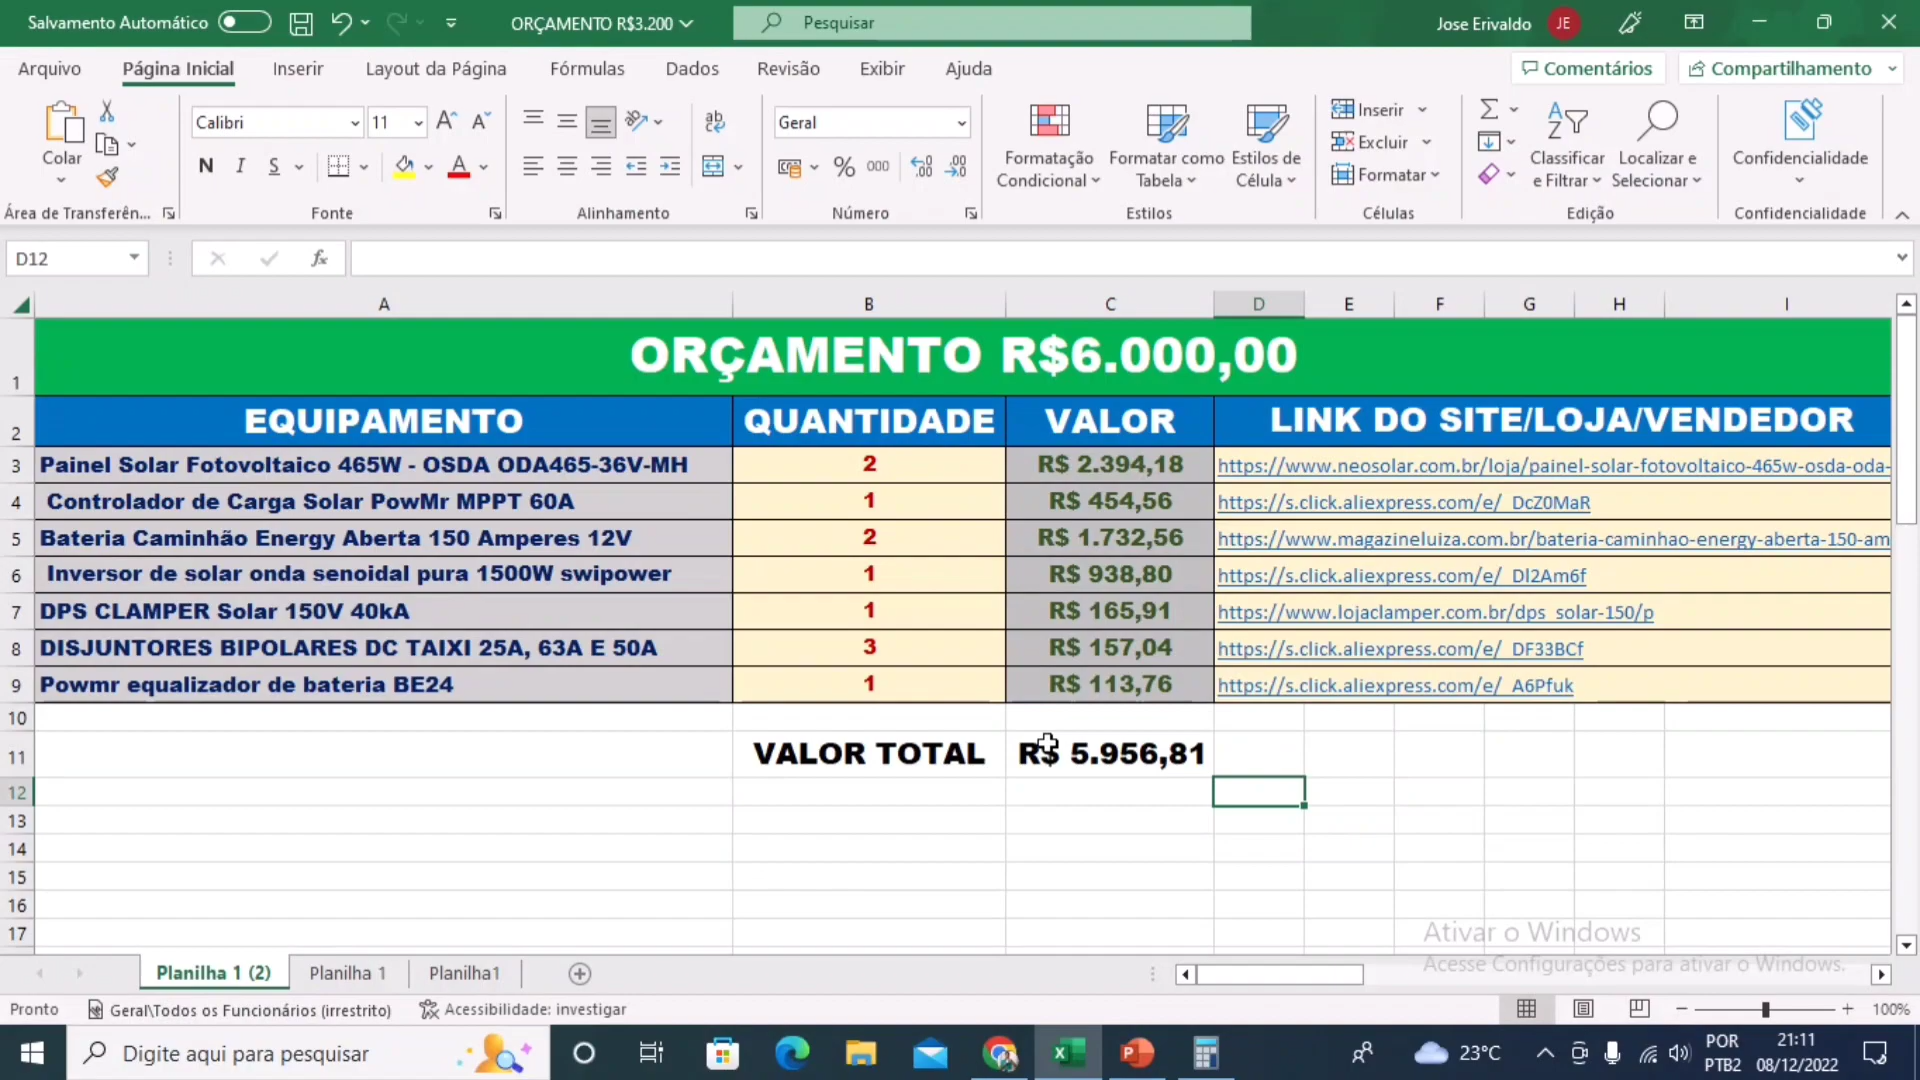 Salvamento Automático
ORÇAMENTO R$3.200
Pesquisar
Jose Erivaldo
JE
Arquivo Página Inicial Inserir Layout da Página Fórmulas Dados Revisão Exibir Ajuda
Comentários
Compartilhamento
Colar
Calibri 11
N I S
Geral
% 000
Formatação Condicional
Formatar como Tabela
Estilos de Célula
Inserir
Excluir
Formatar
Classificar e Filtrar
Localizar e Selecionar
Confidencialidade
Área de Transferên... Fonte Alinhamento Número Estilos Células Edição Confidencialidade
D12
fx
A B C D E F G H I
1 ORÇAMENTO R$6.000,00
2 EQUIPAMENTO QUANTIDADE VALOR LINK DO SITE/LOJA/VENDEDOR
3 Painel Solar Fotovoltaico 465W - OSDA ODA465-36V-MH 2 R$ 2.394,18 https://www.neosolar.com.br/loja/painel-solar-fotovoltaico-465w-osda-oda-
4 Controlador de Carga Solar PowMr MPPT 60A 1 R$ 454,56 https://s.click.aliexpress.com/e/_DcZ0MaR
5 Bateria Caminhão Energy Aberta 150 Amperes 12V 2 R$ 1.732,56 https://www.magazineluiza.com.br/bateria-caminhao-energy-aberta-150-am
6 Inversor de solar onda senoidal pura 1500W swipower 1 R$ 938,80 https://s.click.aliexpress.com/e/_Dl2Am6f
7 DPS CLAMPER Solar 150V 40kA 1 R$ 165,91 https://www.lojaclamper.com.br/dps_solar-150/p
8 DISJUNTORES BIPOLARES DC TAIXI 25A, 63A E 50A 3 R$ 157,04 https://s.click.aliexpress.com/e/_DF33BCf
9 Powmr equalizador de bateria BE24 1 R$ 113,76 https://s.click.aliexpress.com/e/_A6Pfuk
10
11 VALOR TOTAL R$ 5.956,81
12
13
14
15
16
17
Ativar o Windows
Acesse Configurações para ativar o Windows.
Planilha 1 (2) Planilha 1 Planilha1
Pronto Geral\Todos os Funcionários (irrestrito) Acessibilidade: investigar 100%
Digite aqui para pesquisar
23°C
POR
PTB2
21:11
08/12/2022